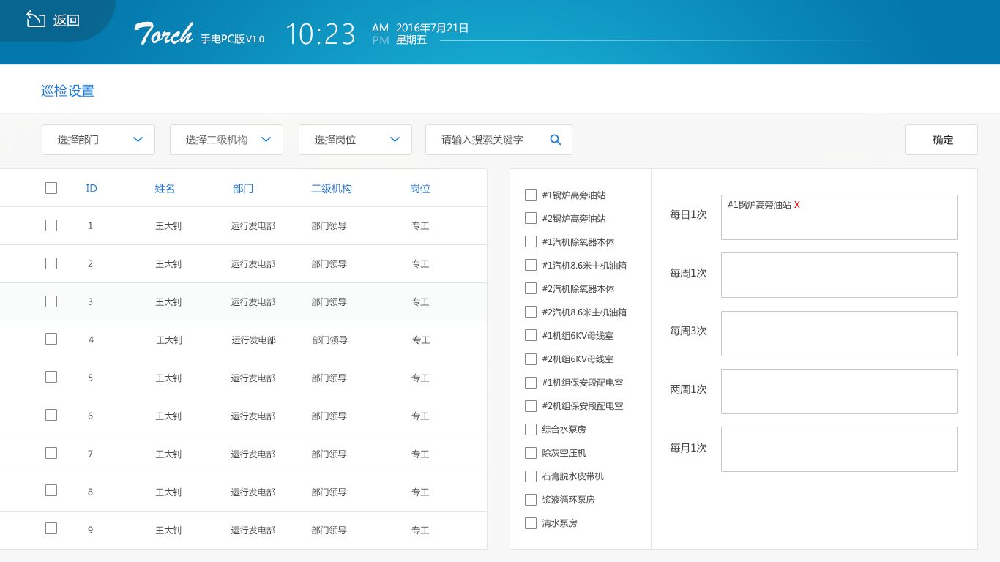 返回
Torch 手电PC版 V1.0
10:23
AM 2016年7月21日
PM 星期五
巡检设置
选择部门 选择二级机构 选择岗位 请输入搜索关键字 确定
ID 姓名 部门 二级机构 岗位
1 王大钊 运行发电部 部门领导 专工
2 王大钊 运行发电部 部门领导 专工
3 王大钊 运行发电部 部门领导 专工
4 王大钊 运行发电部 部门领导 专工
5 王大钊 运行发电部 部门领导 专工
6 王大钊 运行发电部 部门领导 专工
7 王大钊 运行发电部 部门领导 专工
8 王大钊 运行发电部 部门领导 专工
9 王大钊 运行发电部 部门领导 专工
#1锅炉高旁油站
#2锅炉高旁油站
#1汽机除氧器本体
#1汽机8.6米主机油箱
#2汽机除氧器本体
#2汽机8.6米主机油箱
#1机组6KV母线室
#2机组6KV母线室
#1机组保安段配电室
#2机组保安段配电室
综合水泵房
除灰空压机
石膏脱水皮带机
浆液循环泵房
清水泵房
每日1次 #1锅炉高旁油站 X
每周1次
每周3次
两周1次
每月1次